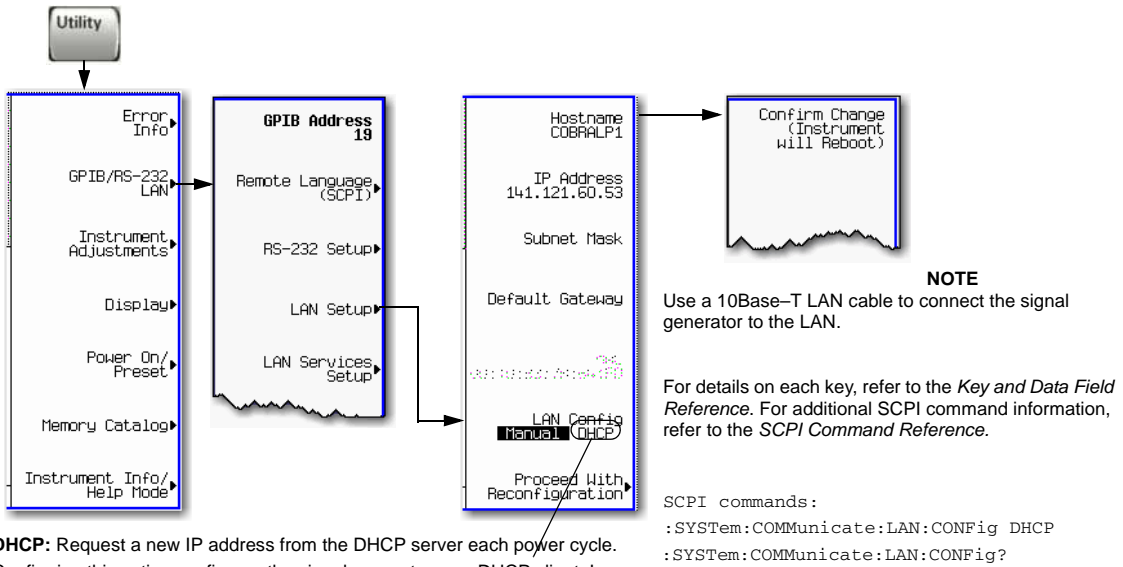 Utility
Error
Info
GPIB/RS-232
LAN
Instrument
Adjustments
Display
Power On/
Preset
Memory Catalog
Instrument Info/
Help Mode
GPIB Address
19
Remote Language
(SCPI)
RS-232 Setup
LAN Setup
LAN Services
Setup
Hostname
COBRALP1
IP Address
141.121.60.53
Subnet Mask
Default Gateway
LAN Config
Manual DHCP
Proceed With
Reconfiguration
Confirm Change
(Instrument
will Reboot)
NOTE
Use a 10Base–T LAN cable to connect the signal
generator to the LAN.
For details on each key, refer to the Key and Data Field
Reference. For additional SCPI command information,
refer to the SCPI Command Reference.
SCPI commands:
:SYSTem:COMMunicate:LAN:CONFig DHCP
:SYSTem:COMMunicate:LAN:CONFig?
DHCP: Request a new IP address from the DHCP server each power cycle.